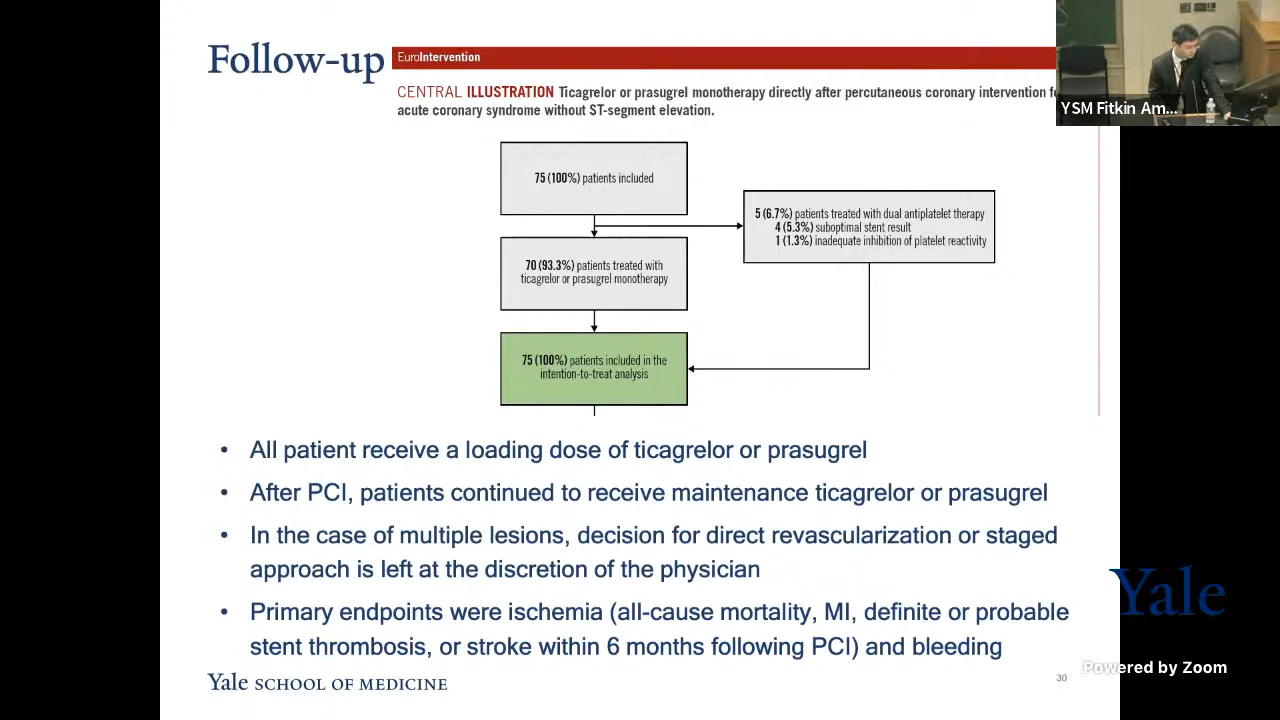 Follow-up
EuroIntervention
CENTRAL ILLUSTRATION Ticagrelor or prasugrel monotherapy directly after percutaneous coronary intervention f
acute coronary syndrome without ST-segment elevation.
YSM Fitkin Am...
75 (100%) patients included
5 (6.7%) patients treated with dual antiplatelet therapy
4 (5.3%) suboptimal stent result
1 (1.3%) inadequate inhibition of platelet reactivity
70 (93.3%) patients treated with
ticagrelor or prasugrel monotherapy
75 (100%) patients included in the
intention-to-treat analysis
• All patient receive a loading dose of ticagrelor or prasugrel
• After PCI, patients continued to receive maintenance ticagrelor or prasugrel
• In the case of multiple lesions, decision for direct revascularization or staged
approach is left at the discretion of the physician
• Primary endpoints were ischemia (all-cause mortality, MI, definite or probable
stent thrombosis, or stroke within 6 months following PCI) and bleeding
Yale SCHOOL OF MEDICINE
30
Yale
Powered by Zoom